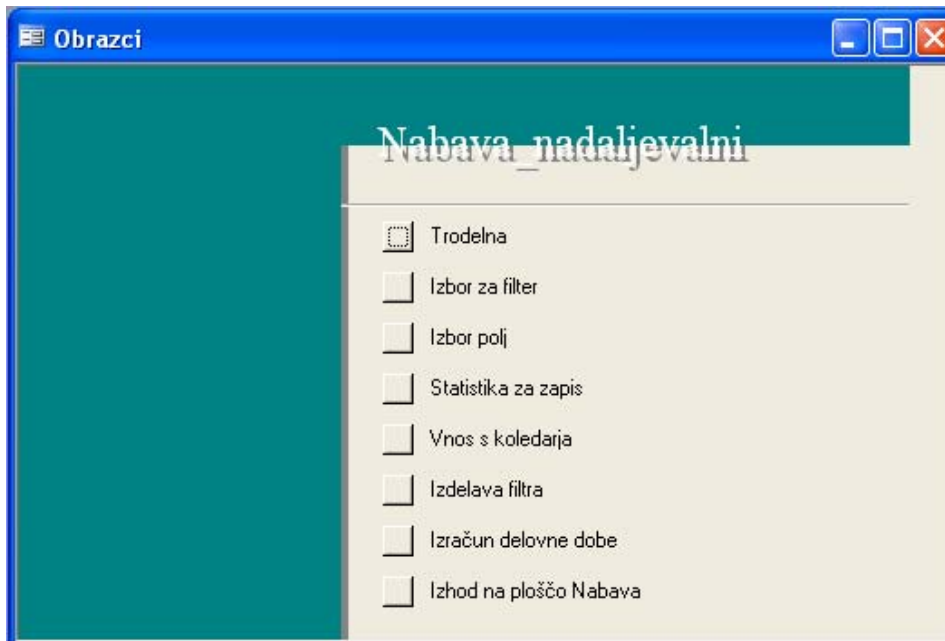 Obrazci
Nabava_nadaljevalni
Trodelna
Izbor za filter
Izbor polj
Statistika za zapis
Vnos s koledarja
Izdelava filtra
Izračun delovne dobe
Izhod na ploščo Nabava